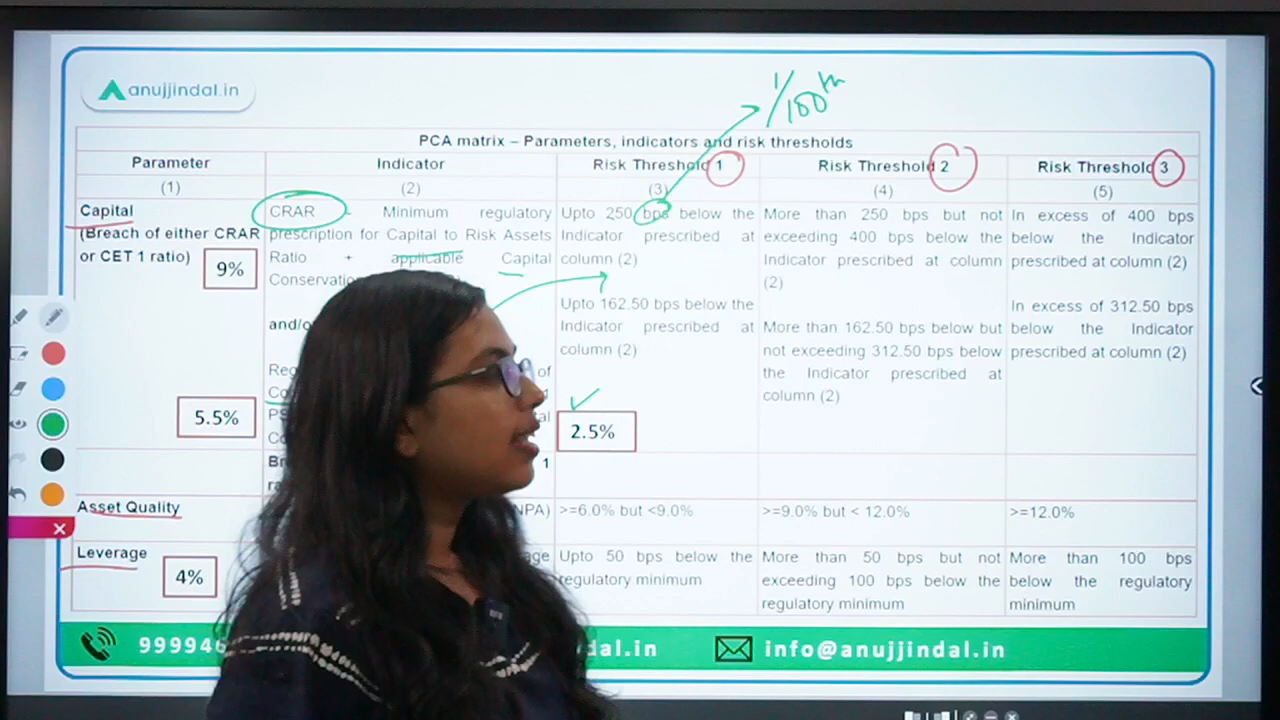 anujjindal.in
1/100th
PCA matrix – Parameters, indicators and risk thresholds
Parameter Indicator Risk Threshold 1 Risk Threshold 2 Risk Threshold 3
(1) (2) (3) (4) (5)
Capital
(Breach of either CRAR
or CET 1 ratio)
9%
5.5%
CRAR - Minimum regulatory
prescription for Capital to Risk Assets
Ratio + applicable Capital
and/o
of
1
Upto 250 bps below the
Indicator prescribed at
column (2)
Upto 162.50 bps below the
Indicator prescribed at
column (2)
2.5%
More than 250 bps but not
exceeding 400 bps below the
Indicator prescribed at column
(2)
More than 162.50 bps below but
not exceeding 312.50 bps below
the Indicator prescribed at
column (2)
In excess of 400 bps
below the Indicator
prescribed at column (2)
In excess of 312.50 bps
below the Indicator
prescribed at column (2)
Asset Quality NPA) >=6.0% but <9.0% >=9.0% but < 12.0% >=12.0%
Leverage
4%
Upto 50 bps below the
regulatory minimum
More than 50 bps but not
exceeding 100 bps below the
regulatory minimum
More than 100 bps
below the regulatory
minimum
99994
dal.in
info@anujjindal.in